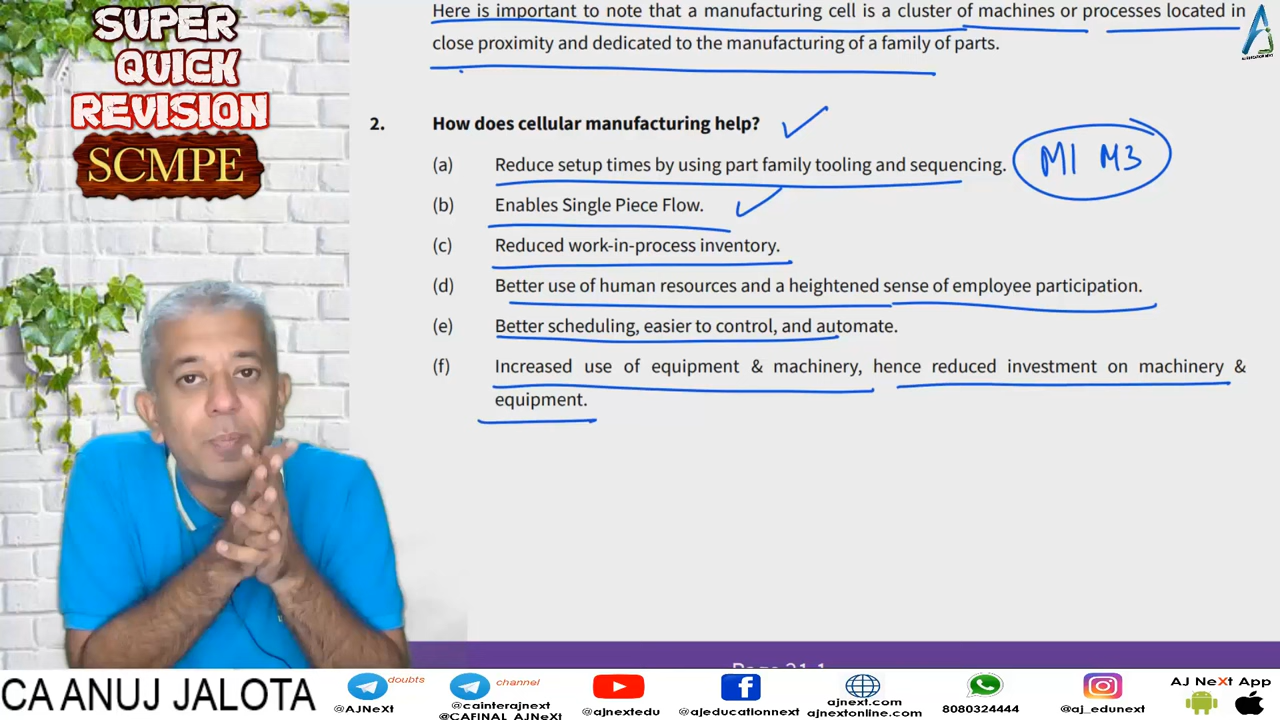 SUPER
QUICK
REVISION
SCMPE
Here is important to note that a manufacturing cell is a cluster of machines or processes located in
close proximity and dedicated to the manufacturing of a family of parts.
2. How does cellular manufacturing help?
(a) Reduce setup times by using part family tooling and sequencing.
M1 M3
(b) Enables Single Piece Flow.
(c) Reduced work-in-process inventory.
(d) Better use of human resources and a heightened sense of employee participation.
(e) Better scheduling, easier to control, and automate.
(f) Increased use of equipment & machinery, hence reduced investment on machinery &
equipment.
CA ANUJ JALOTA
doubts
@AJNeXt
channel
@cainterajnext
@CAFINAL_AJNeXt
@ajnextedu
@ajeducationnext
ajnext.com
ajnextonline.com
8080324444
@aj_edunext
AJ NeXt App